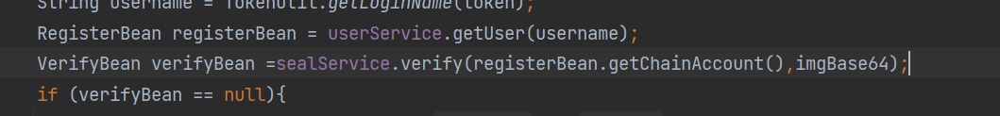 String username = TokenUtil.getLoginName(token);
RegisterBean registerBean = userService.getUser(username);
VerifyBean verifyBean =sealService.verify(registerBean.getChainAccount(),imgBase64);
if (verifyBean == null){